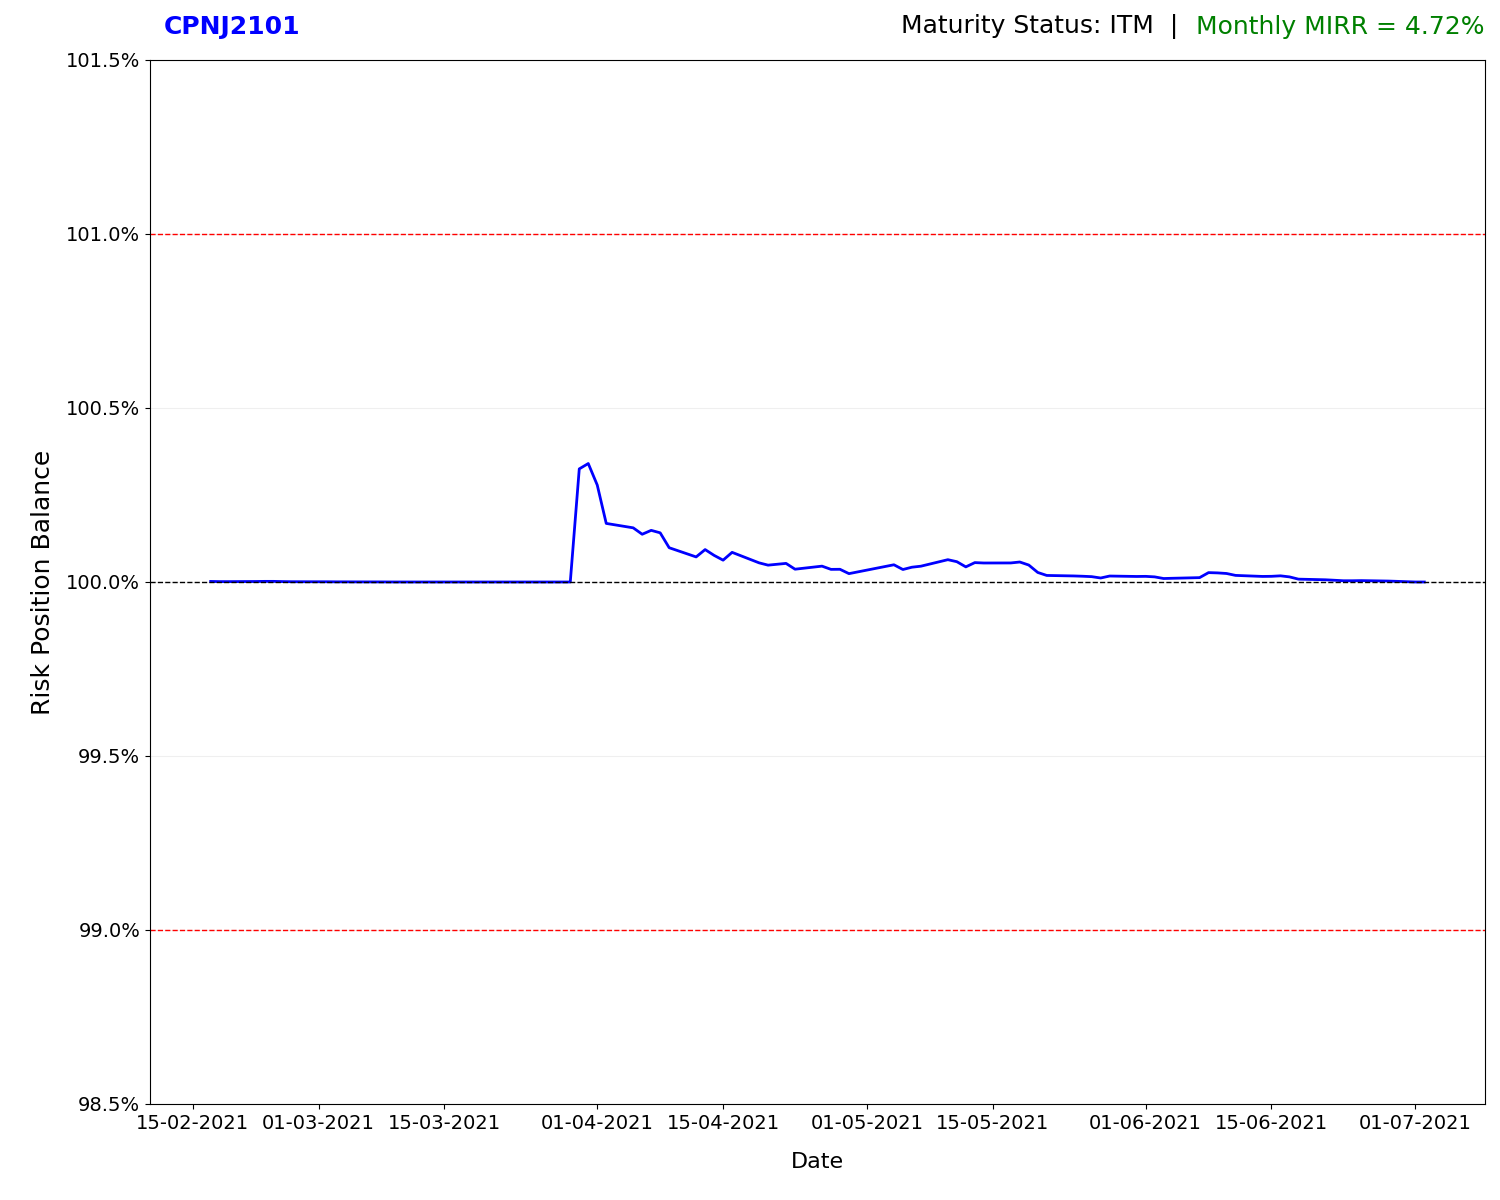 CPNJ2101
Maturity Status: ITM | Monthly MIRR = 4.72%
101.5%
101.0%
100.5%
100.0%
99.5%
99.0%
98.5%
Risk Position Balance
15-02-2021 01-03-2021 15-03-2021 01-04-2021 15-04-2021 01-05-2021 15-05-2021 01-06-2021 15-06-2021 01-07-2021
Date